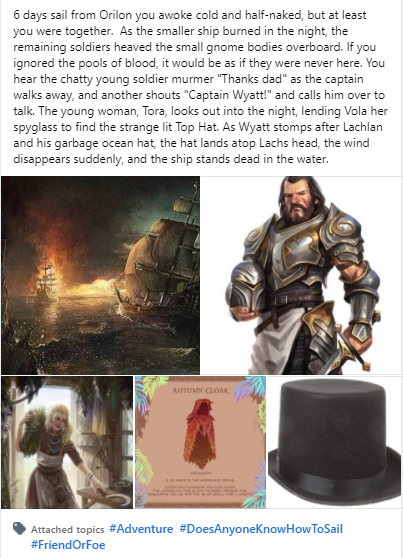 6 days sail from Orilon you awoke cold and half-naked, but at least
you were together.  As the smaller ship burned in the night, the
remaining soldiers heaved the small gnome bodies overboard. If you
ignored the pools of blood, it would be as if they were never here. You
hear the chatty young soldier murmer "Thanks dad" as the captain
walks away, and another shouts "Captain Wyatt!" and calls him over to
talk. The young woman, Tora, looks out into the night, lending Vola her
spyglass to find the strange lit Top Hat. As Wyatt stomps after Lachlan
and his garbage ocean hat, the hat lands atop Lachs head, the wind
disappears suddenly, and the ship stands dead in the water.
AUTUMN CLOAK
Attached topics #Adventure #DoesAnyoneKnowHowToSail
#FriendOrFoe